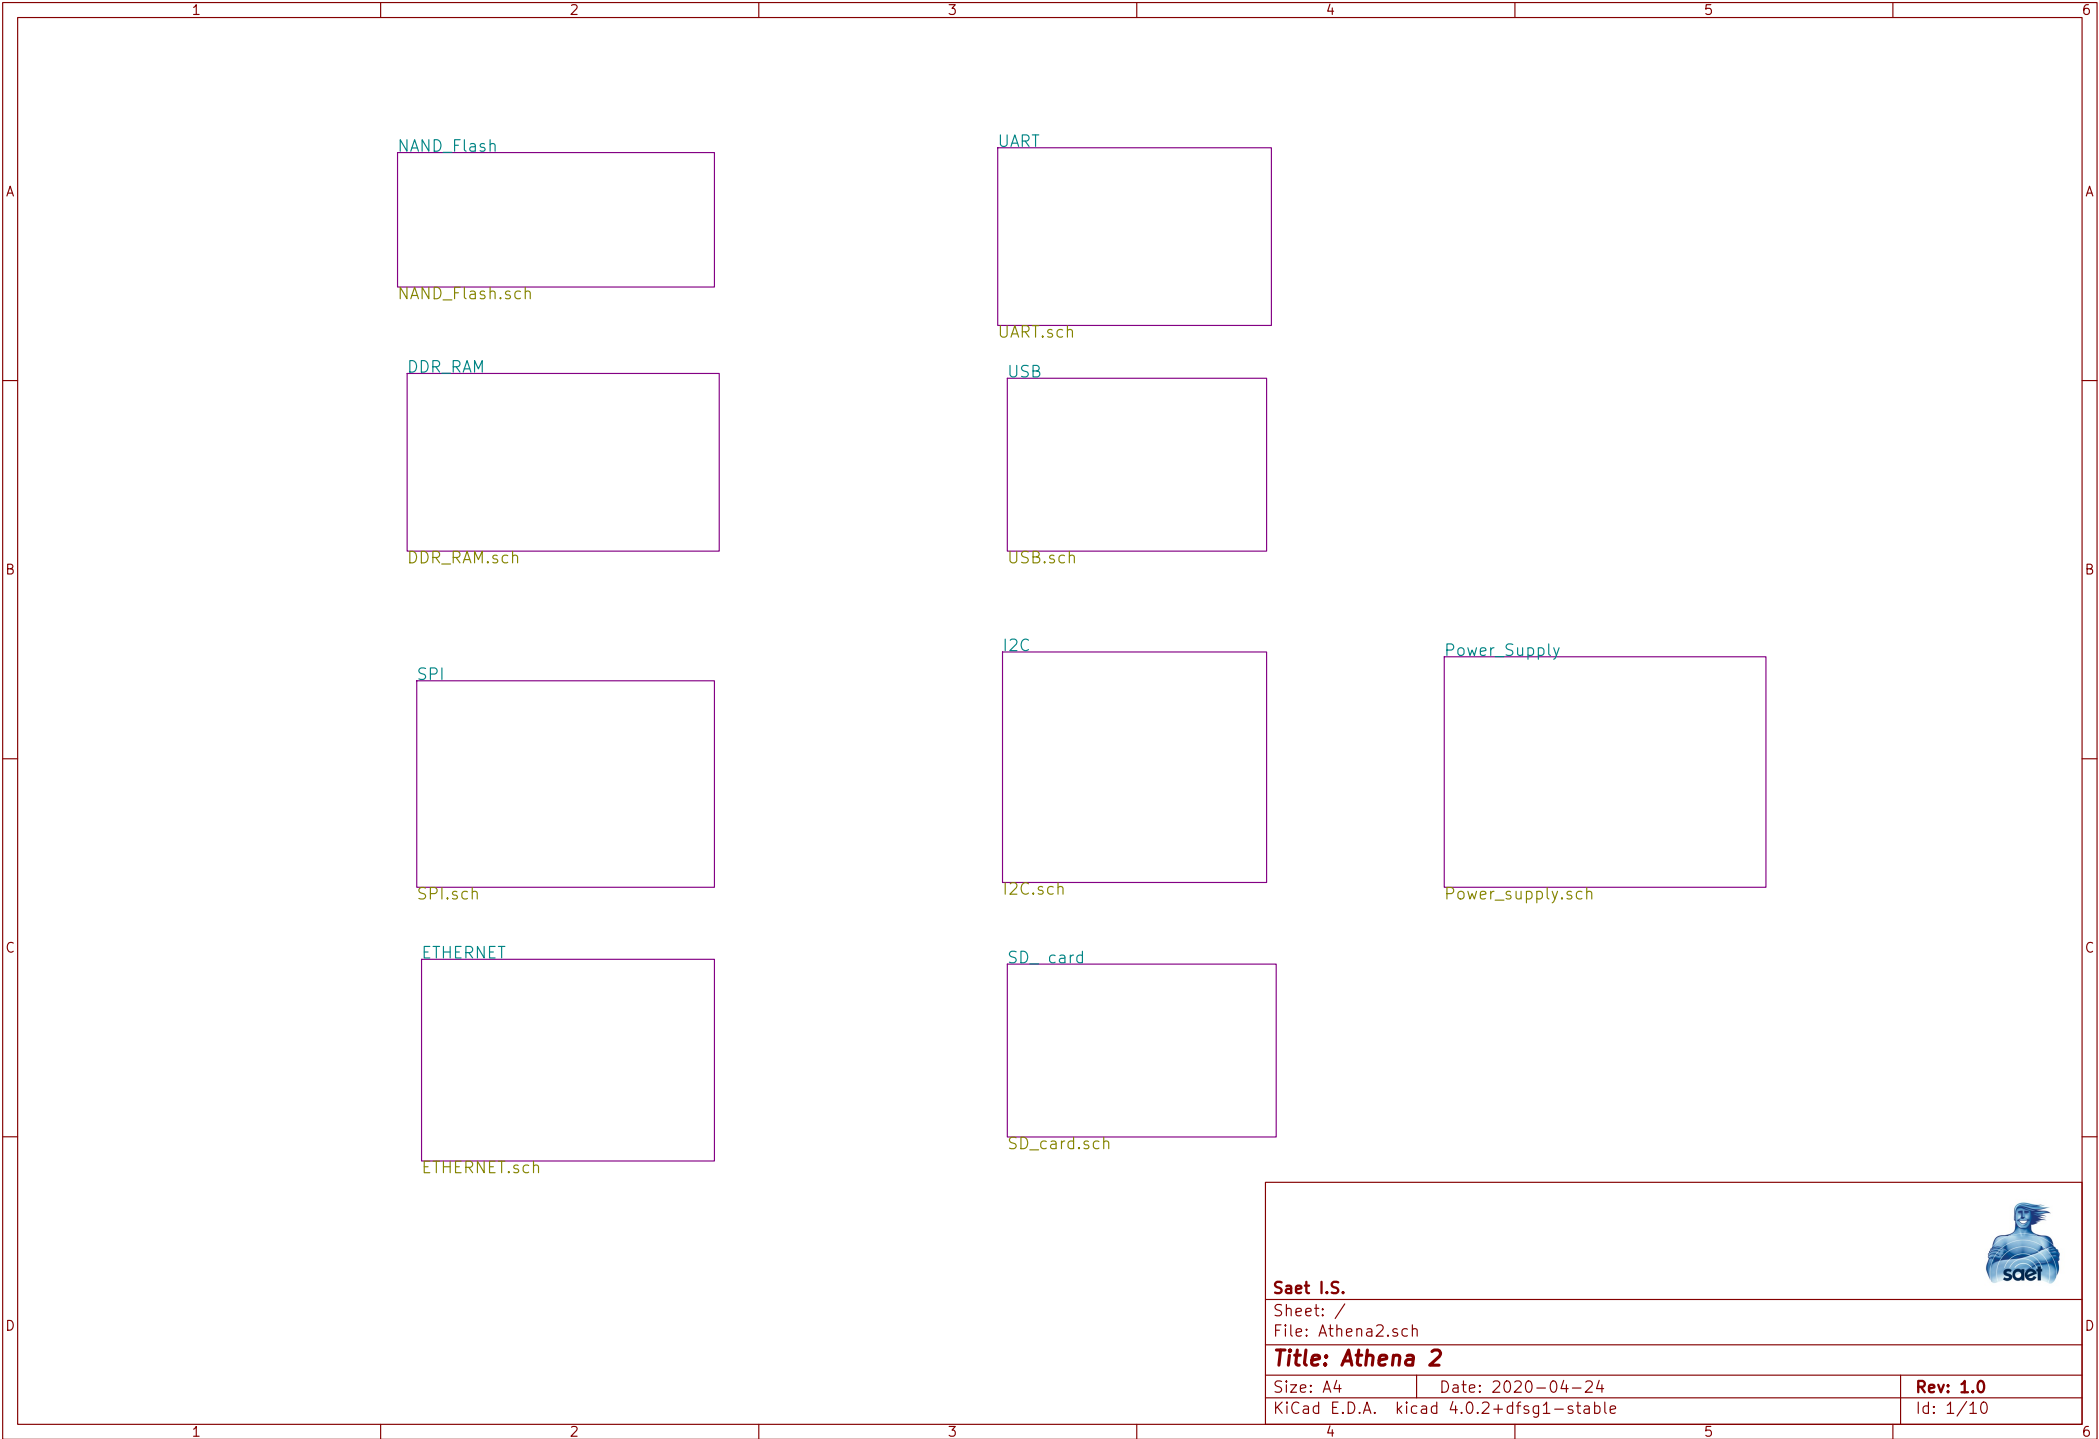 1 2 3 4 5 6
NAND_Flash
UART
A A
NAND_Flash.sch
UART.sch
DDR_RAM
USB
DDR_RAM.sch
USB.sch
B B
I2C
Power_Supply
SPI
I2C.sch
SPI.sch
Power_supply.sch
C C
ETHERNET
SD_ card
SD_card.sch
ETHERNET.sch
saet
Saet I.S.
Sheet: /
D D
File: Athena2.sch
Title: Athena 2
Size: A4 Date: 2020-04-24 Rev: 1.0
KiCad E.D.A. kicad 4.0.2+dfsg1-stable Id: 1/10
1 2 3 4 5 6